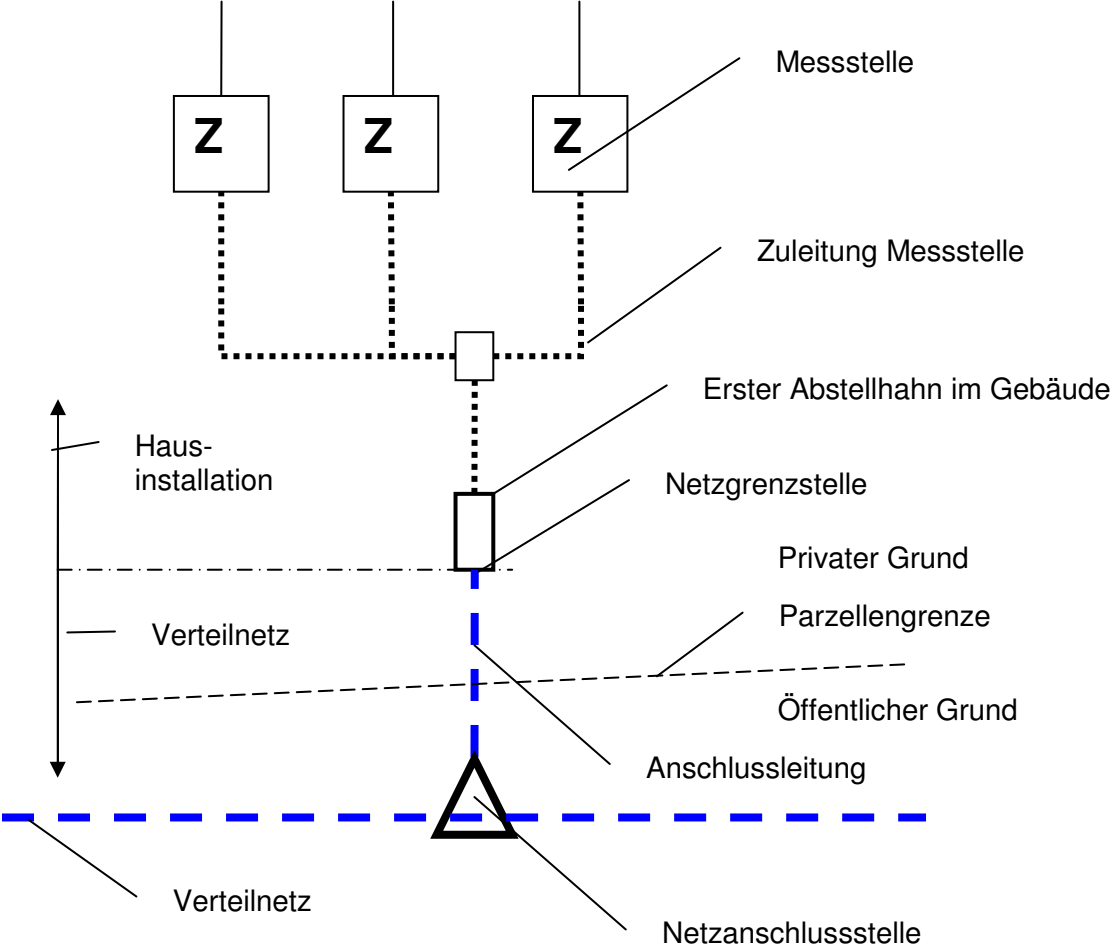 Messstelle
Z
Z
Z
Zuleitung Messstelle
Erster Abstellhahn im Gebäude
Haus-
installation
Netzgrenzstelle
Privater Grund
Parzellengrenze
Verteilnetz
Öffentlicher Grund
Anschlussleitung
Verteilnetz
Netzanschlussstelle